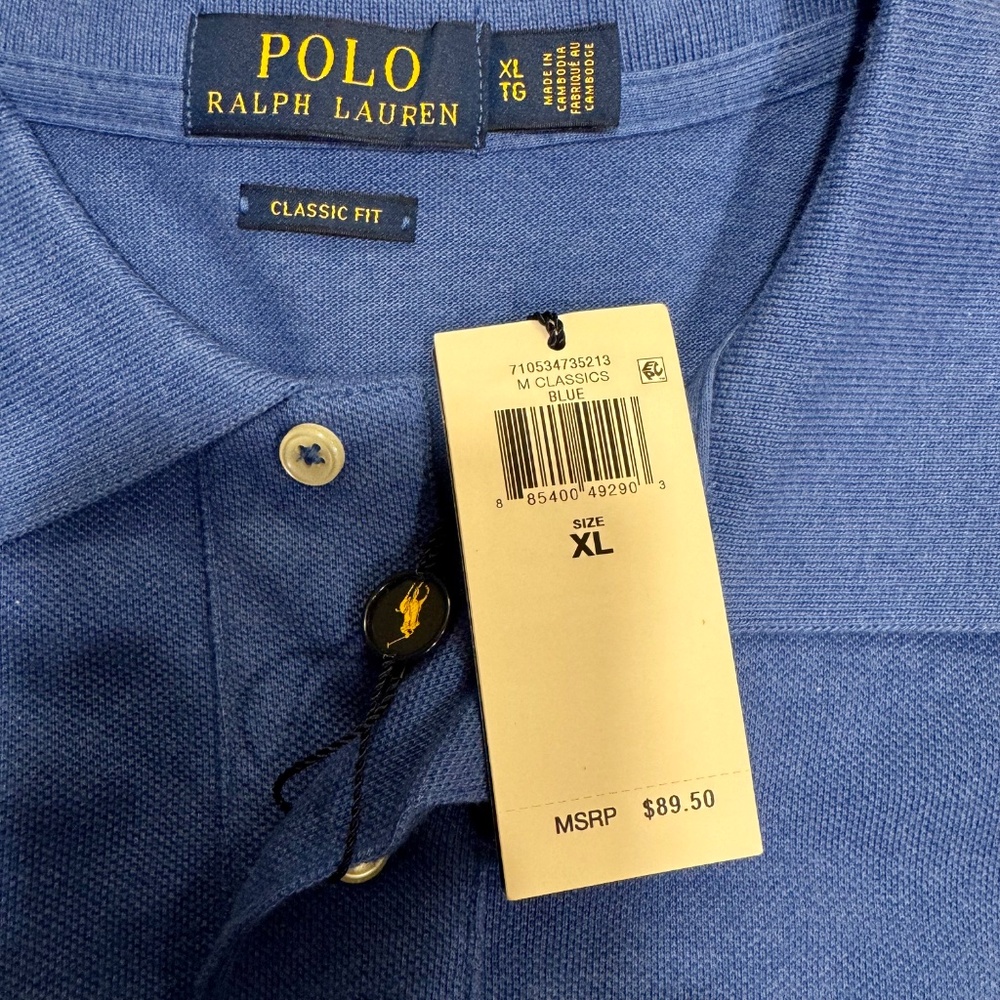 POLO
RALPH LAUREN
XL
TG
MADE IN
CAMBODIA
FABRIQUÉ AU
CAMBODGE
CLASSIC FIT
710534735213
M CLASSICS
BLUE
8 85400 49290 3
SIZE
XL
MSRP $89.50